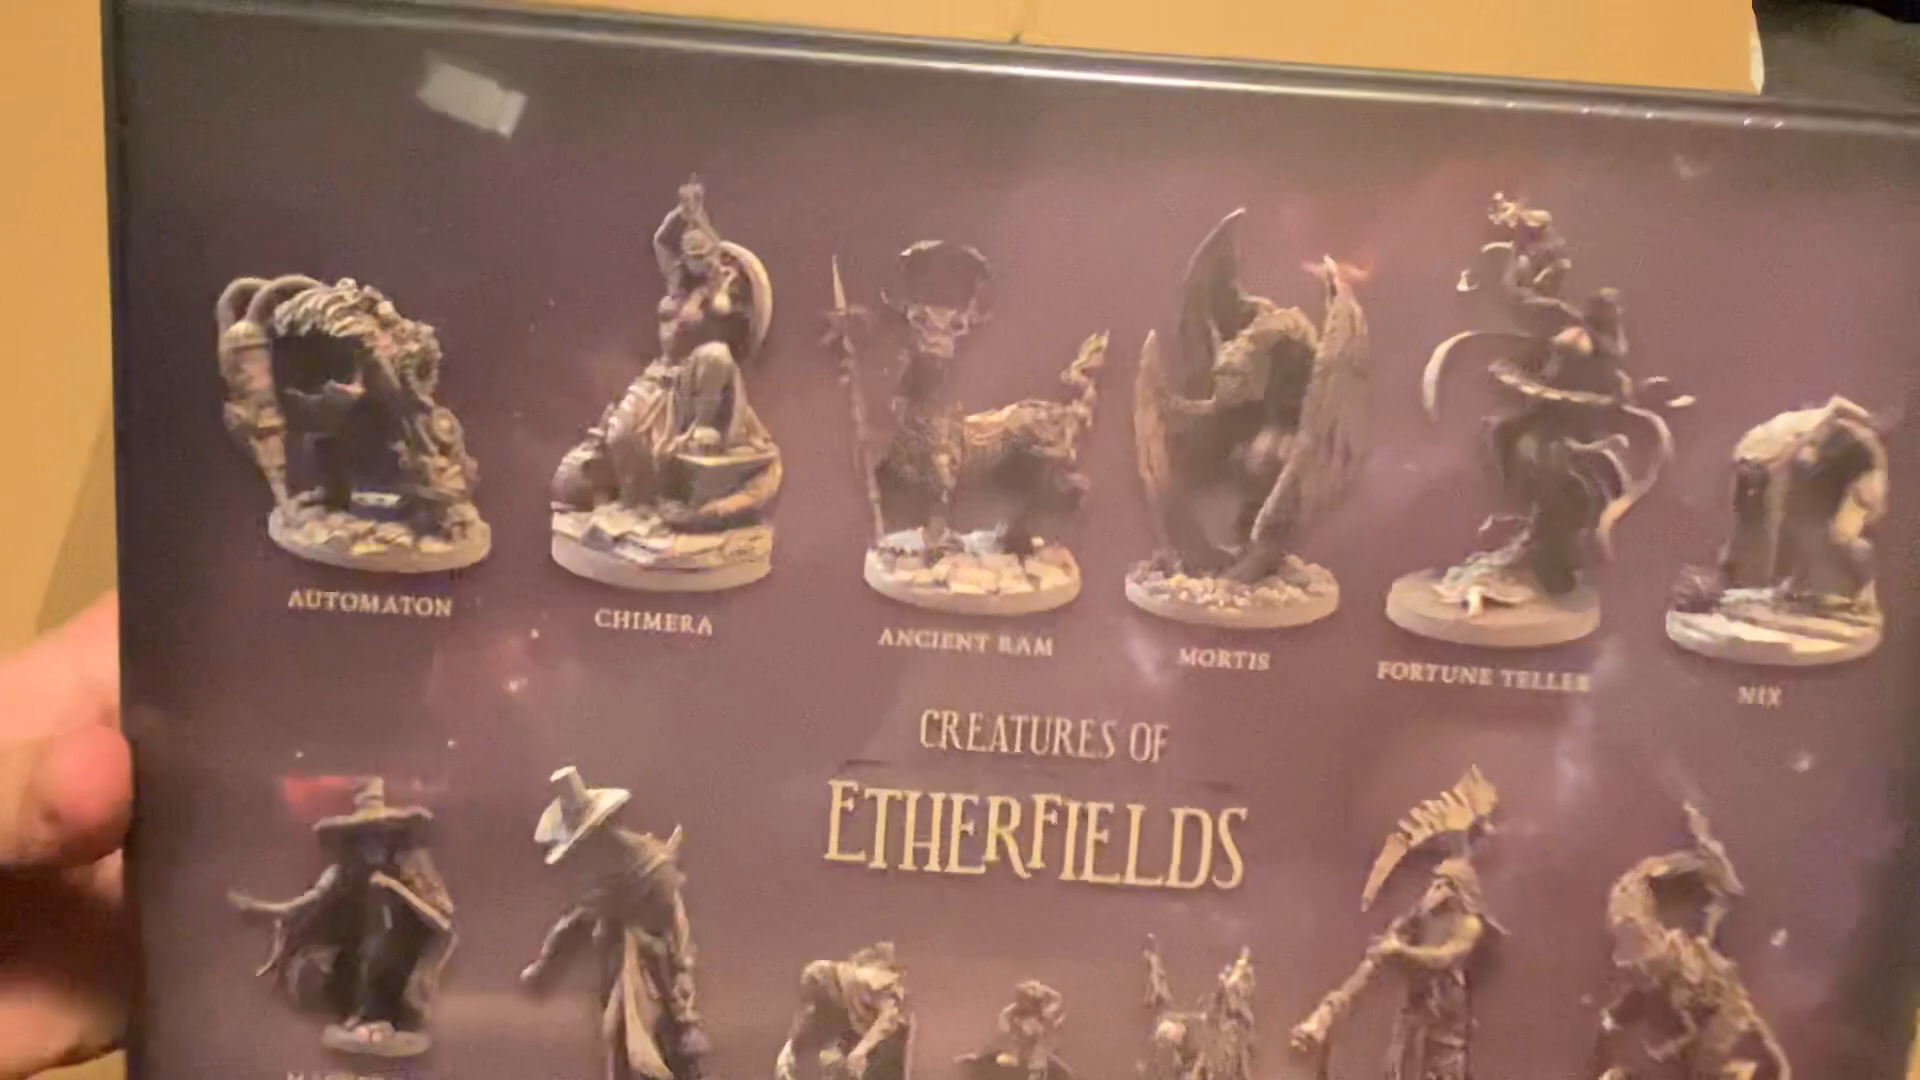 AUTOMATON
CHIMERA
ANCIENT RAM
MORTIS
FORTUNE TELLER
NIX
CREATURES OF
ETHERFIELDS